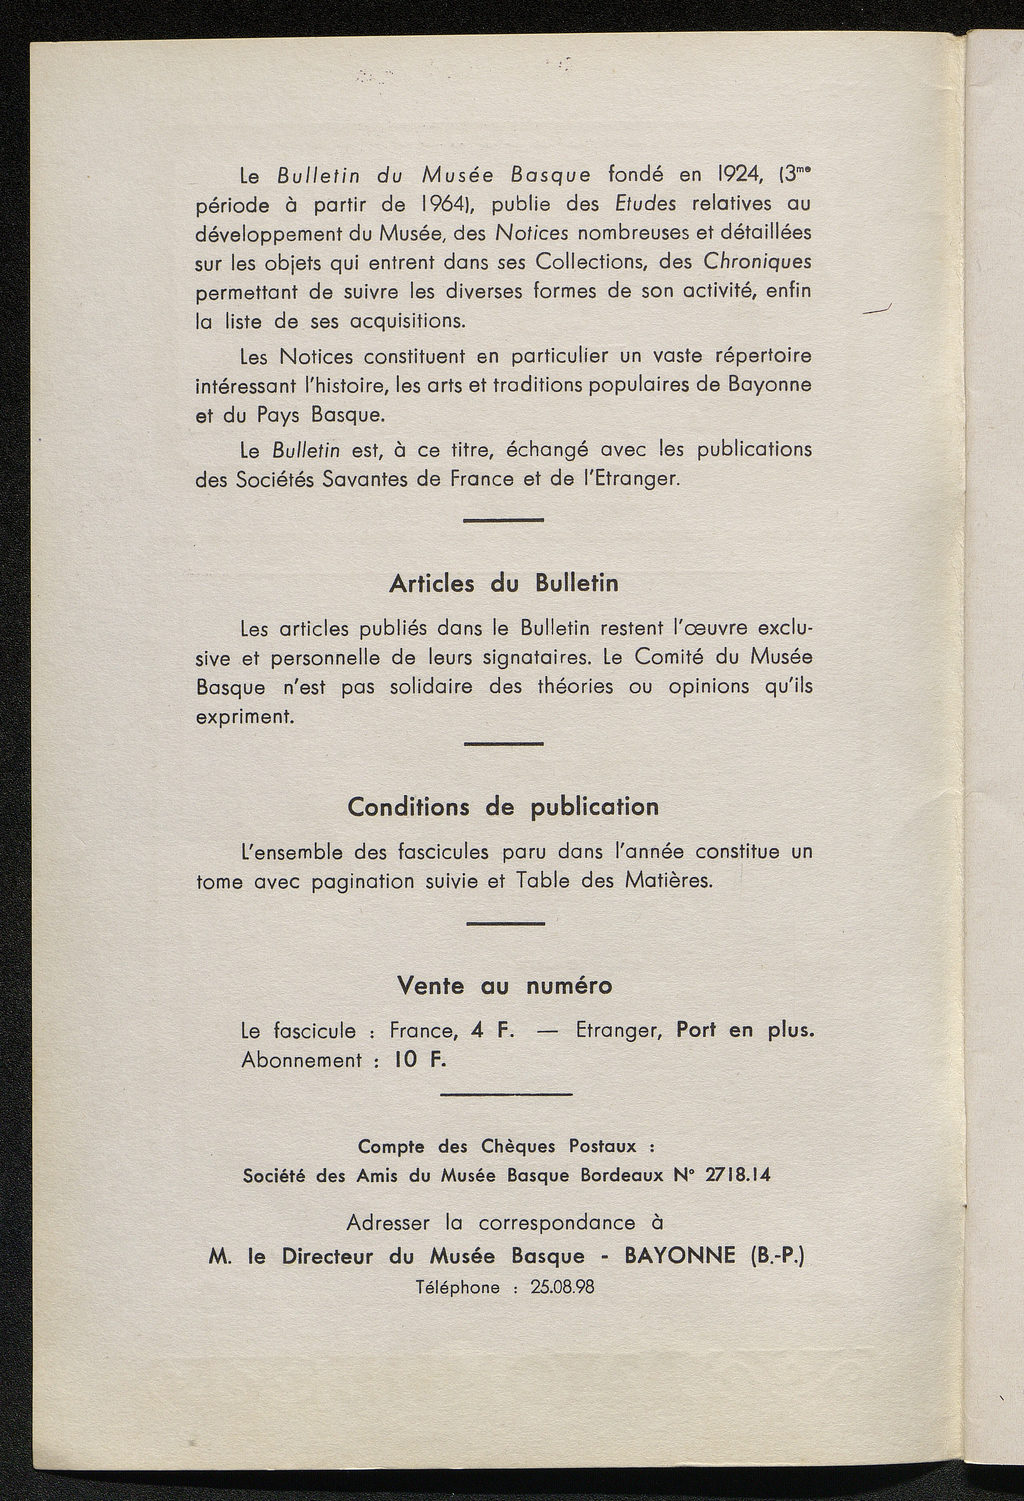 Le Bulletin du Musée Basque fondé en 1924, (3me
période à partir de 1964), publie des Etudes relatives au
développement du Musée, des Notices nombreuses et détaillées
sur les objets qui entrent dans ses Collections, des Chroniques
permettant de suivre les diverses formes de son activité, enfin
la liste de ses acquisitions.
Les Notices constituent en particulier un vaste répertoire
intéressant l'histoire, les arts et traditions populaires de Bayonne
et du Pays Basque.
Le Bulletin est, à ce titre, échangé avec les publications
des Sociétés Savantes de France et de l'Etranger.
Articles du Bulletin
Les articles publiés dans le Bulletin restent l'œuvre exclu-
sive et personnelle de leurs signataires. Le Comité du Musée
Basque n'est pas solidaire des théories ou opinions qu'ils
expriment.
Conditions de publication
L'ensemble des fascicules paru dans l'année constitue un
tome avec pagination suivie et Table des Matières.
Vente au numéro
Le fascicule : France, 4 F. — Etranger, Port en plus.
Abonnement : 10 F.
Compte des Chèques Postaux :
Société des Amis du Musée Basque Bordeaux N° 2718.14
Adresser la correspondance à
M. le Directeur du Musée Basque - BAYONNE (B.-P.)
Téléphone : 25.08.98